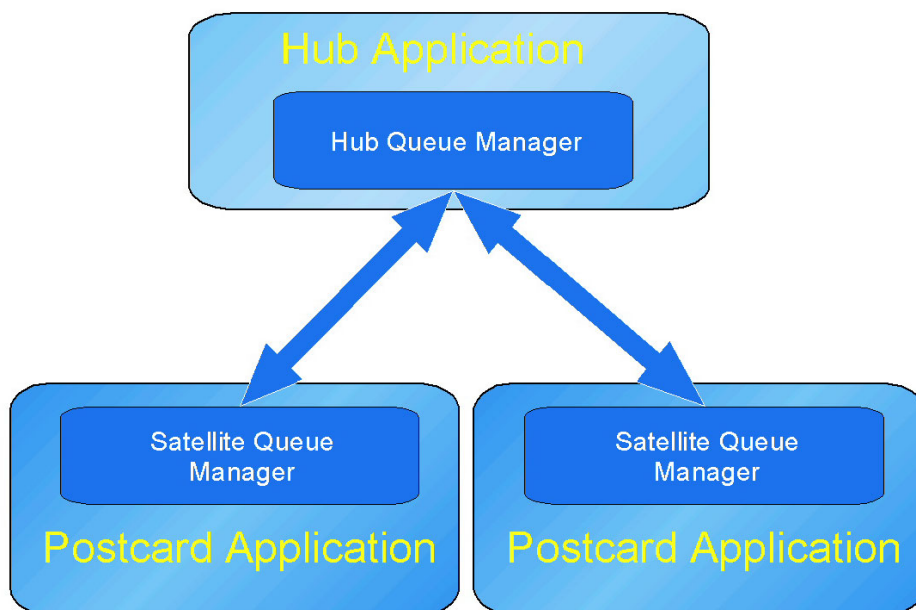 Hub Application
Hub Queue Manager
Satellite Queue
Manager
Postcard Application
Satellite Queue
Manager
Postcard Application